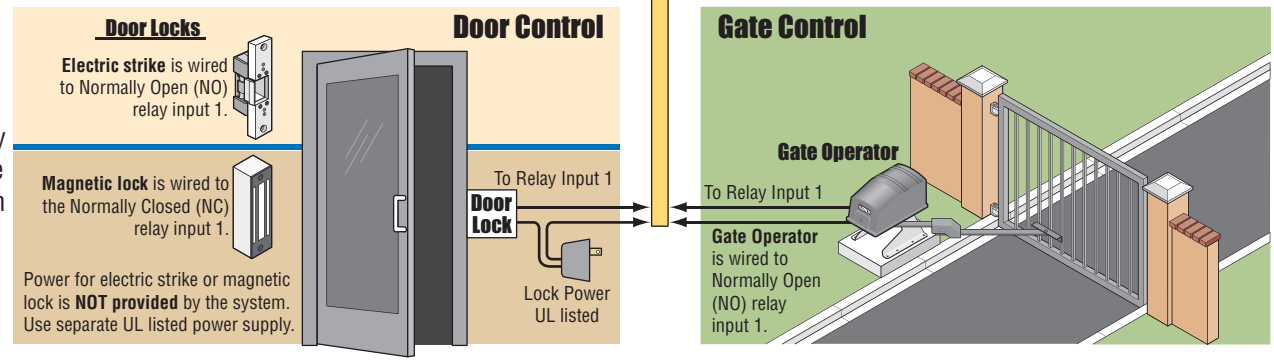 Door Locks
Door Control
Electric strike is wired
to Normally Open (NO)
relay input 1.
Magnetic lock is wired to
the Normally Closed (NC)
relay input 1.
Power for electric strike or magnetic
lock is NOT provided by the system.
Use separate UL listed power supply.
To Relay Input 1
Door
Lock
Lock Power
UL listed
Gate Control
Gate Operator
To Relay Input 1
Gate Operator
is wired to
Normally Open
(NO) relay
input 1.